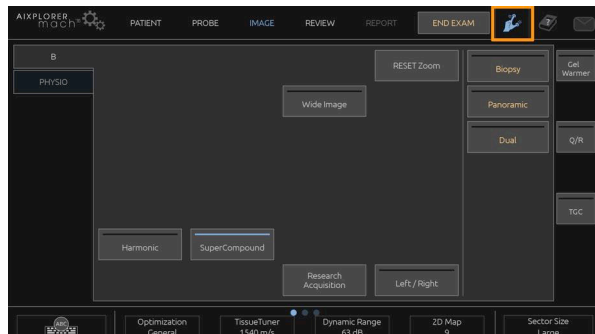 AIXPLORER
mach
PATIENT
PROBE
IMAGE
REVIEW
REPORT
END EXAM
B
PHYSIO
RESET Zoom
Wide Image
Biopsy
Panoramic
Dual
Gel
Warmer
Q/R
TGC
Harmonic
SuperCompound
Research
Acquisition
Left / Right
ABC
Optimization
General
TissueTuner
1540 m/s
Dynamic Range
63 dB
2D Map
9
Sector Size
Large